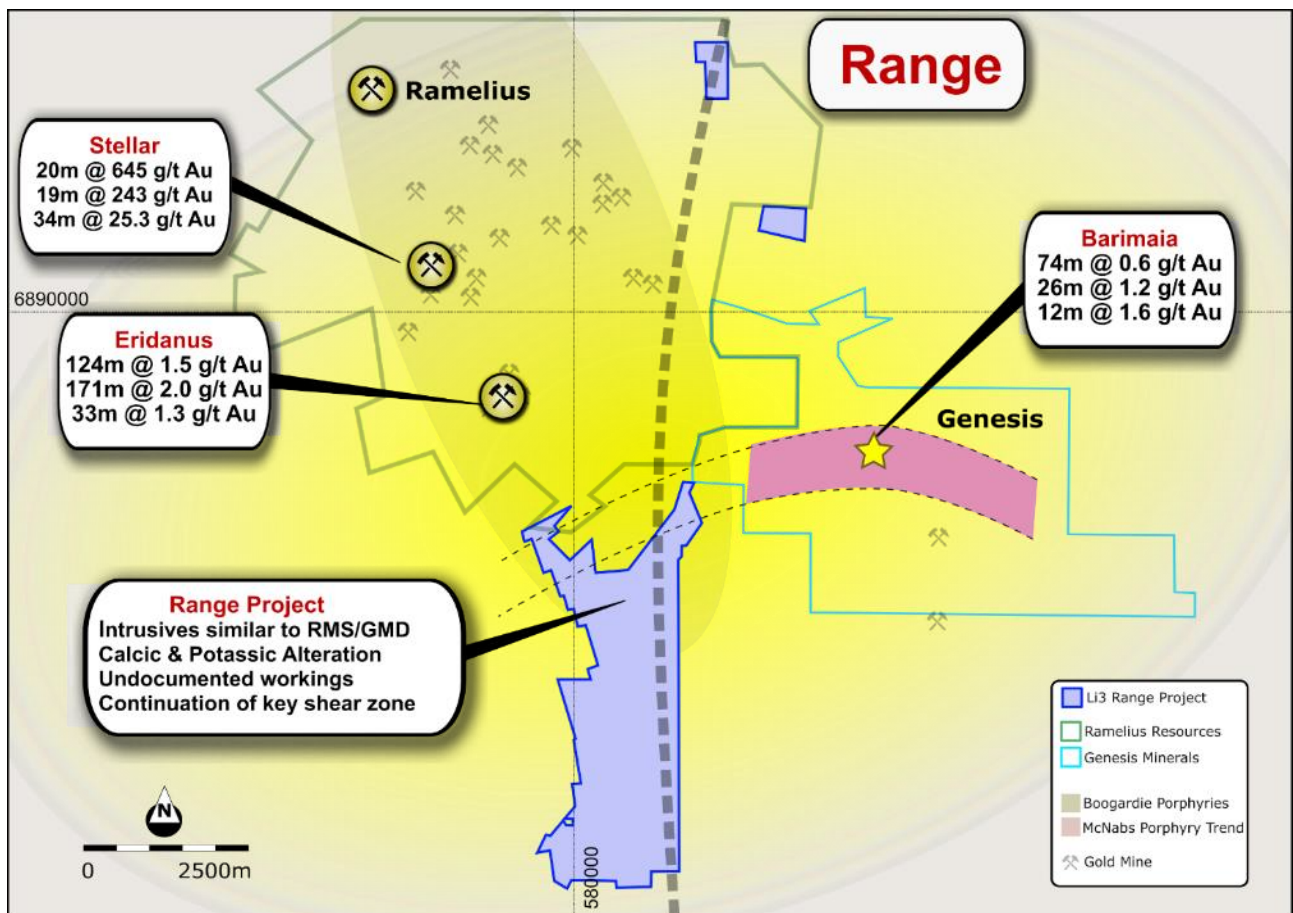 Range
Ramelius
Stellar
20m @ 645 g/t Au
19m @ 243 g/t Au
34m @ 25.3 g/t Au
Barimaia
74m @ 0.6 g/t Au
26m @ 1.2 g/t Au
12m @ 1.6 g/t Au
6890000
Eridanus
124m @ 1.5 g/t Au
171m @ 2.0 g/t Au
33m @ 1.3 g/t Au
Genesis
Range Project
Intrusives similar to RMS/GMD
Calcic & Potassic Alteration
Undocumented workings
Continuation of key shear zone
Li3 Range Project
Ramelius Resources
Genesis Minerals
Boogardie Porphyries
McNabs Porphyry Trend
Gold Mine
N
0 2500m
580000